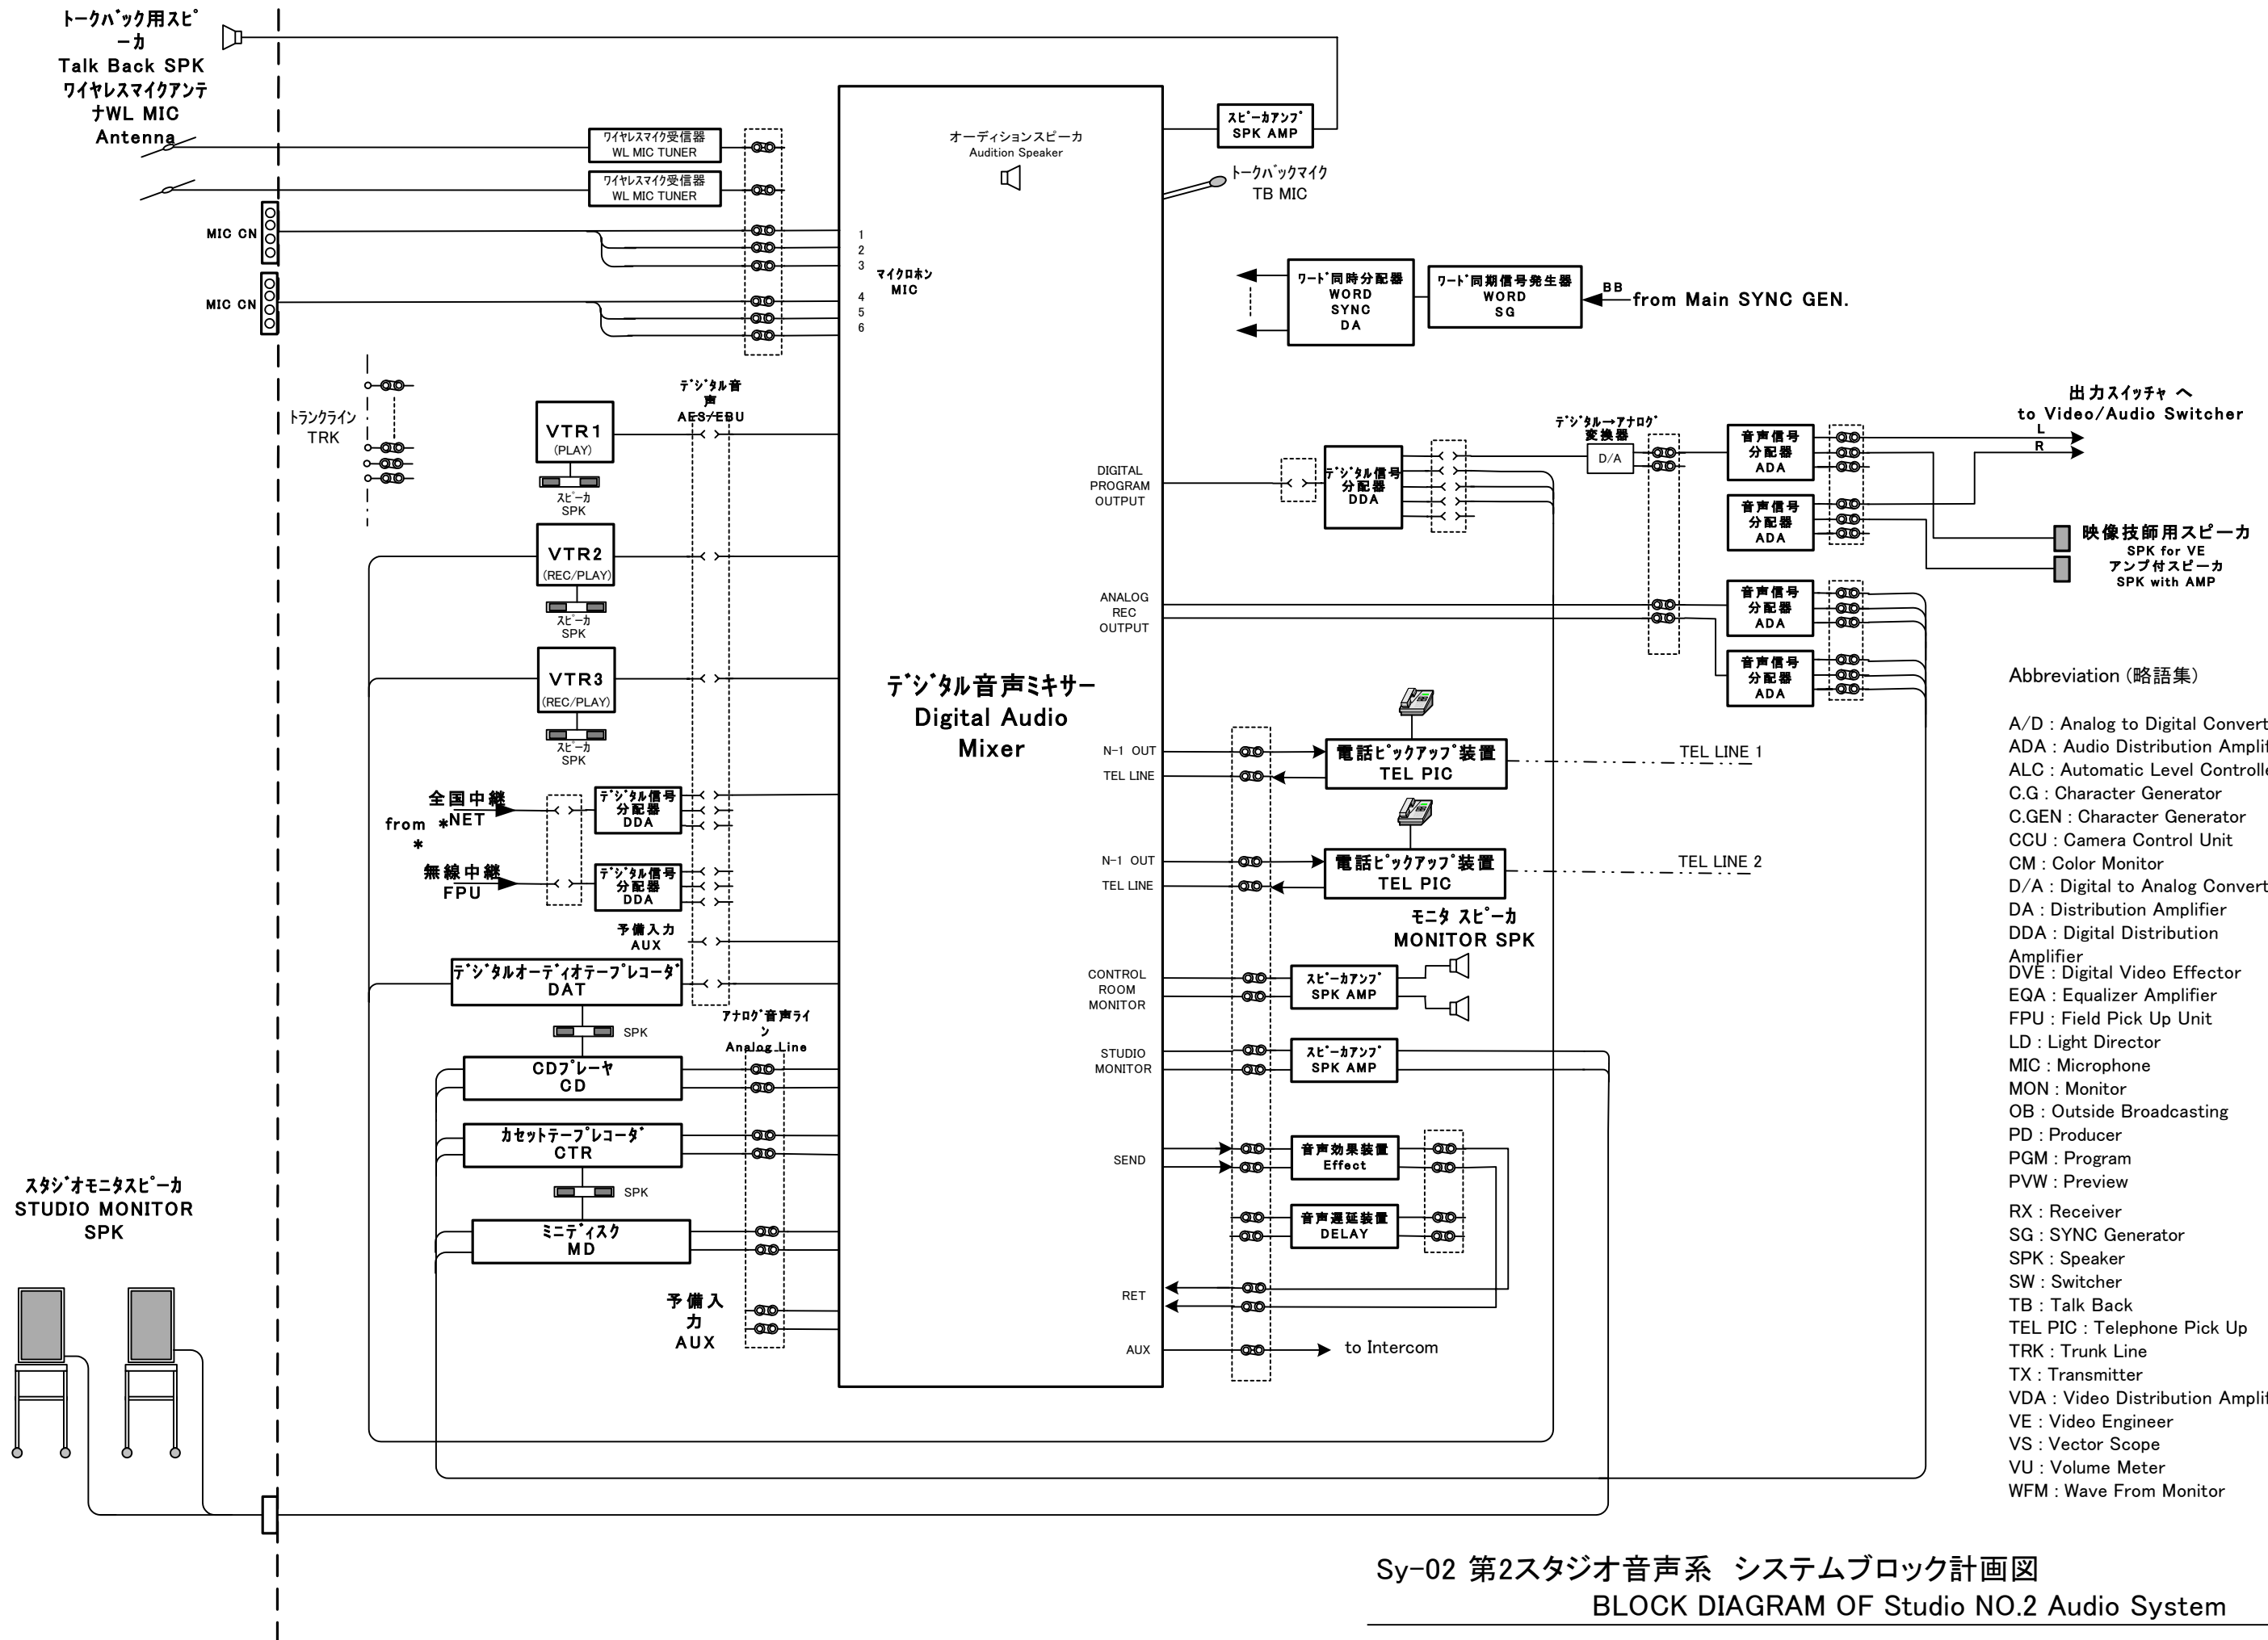 トークバック用スピ
ーカ
Talk Back SPK
ワイヤレスマイクアンテ
ナWL MIC
Antenna
ワイヤレスマイク受信器
WL MIC TUNER
ワイヤレスマイク受信器
WL MIC TUNER
MIC CN
MIC CN
オーディションスピーカ
Audition Speaker
1
2
3
マイクロホン
MIC
4
5
6
スピーカアンプ
SPK AMP
トークバックマイク
TB MIC
ワード同時分配器
WORD
SYNC
DA
ワード同期信号発生器
WORD
SG
BB
from Main SYNC GEN.
トランクライン
TRK
デジタル音
声
AES/EBU
VTR1
(PLAY)
スピーカ
SPK
VTR2
(REC/PLAY)
スピーカ
SPK
VTR3
(REC/PLAY)
スピーカ
SPK
全国中継
from *NET
*
無線中継
FPU
デジタル信号
分配器
DDA
デジタル信号
分配器
DDA
予備入力
AUX
デジタルオーディオテープレコーダ
DAT
SPK
アナログ音声ライ
ン
Analog Line
CDプレーヤ
CD
カセットテープレコーダ
CTR
SPK
ミニディスク
MD
予備入
力
AUX
スタジオモニタスピーカ
STUDIO MONITOR
SPK
デジタル音声ミキサー
Digital Audio
Mixer
DIGITAL
PROGRAM
OUTPUT
ANALOG
REC
OUTPUT
N-1 OUT
TEL LINE
N-1 OUT
TEL LINE
CONTROL
ROOM
MONITOR
STUDIO
MONITOR
SEND
RET
AUX
デジタル信号
分配器
DDA
デジタル→アナログ
変換器
D/A
音声信号
分配器
ADA
音声信号
分配器
ADA
音声信号
分配器
ADA
音声信号
分配器
ADA
出力スイッチャ へ
to Video/Audio Switcher
L
R
映像技師用スピーカ
SPK for VE
アンプ付スピーカ
SPK with AMP
電話ピックアップ装置
TEL PIC
TEL LINE 1
電話ピックアップ装置
TEL PIC
TEL LINE 2
モニタ スピーカ
MONITOR SPK
スピーカアンプ
SPK AMP
スピーカアンプ
SPK AMP
音声効果装置
Effect
音声遅延装置
DELAY
to Intercom
Abbreviation (略語集)
A/D : Analog to Digital Convert
ADA : Audio Distribution Amplif
ALC : Automatic Level Controlle
C.G : Character Generator
C.GEN : Character Generator
CCU : Camera Control Unit
CM : Color Monitor
D/A : Digital to Analog Convert
DA : Distribution Amplifier
DDA : Digital Distribution
Amplifier
DVE : Digital Video Effector
EQA : Equalizer Amplifier
FPU : Field Pick Up Unit
LD : Light Director
MIC : Microphone
MON : Monitor
OB : Outside Broadcasting
PD : Producer
PGM : Program
PVW : Preview
RX : Receiver
SG : SYNC Generator
SPK : Speaker
SW : Switcher
TB : Talk Back
TEL PIC : Telephone Pick Up
TRK : Trunk Line
TX : Transmitter
VDA : Video Distribution Amplif
VE : Video Engineer
VS : Vector Scope
VU : Volume Meter
WFM : Wave From Monitor
Sy-02 第2スタジオ音声系　システムブロック計画図
BLOCK DIAGRAM OF Studio NO.2 Audio System